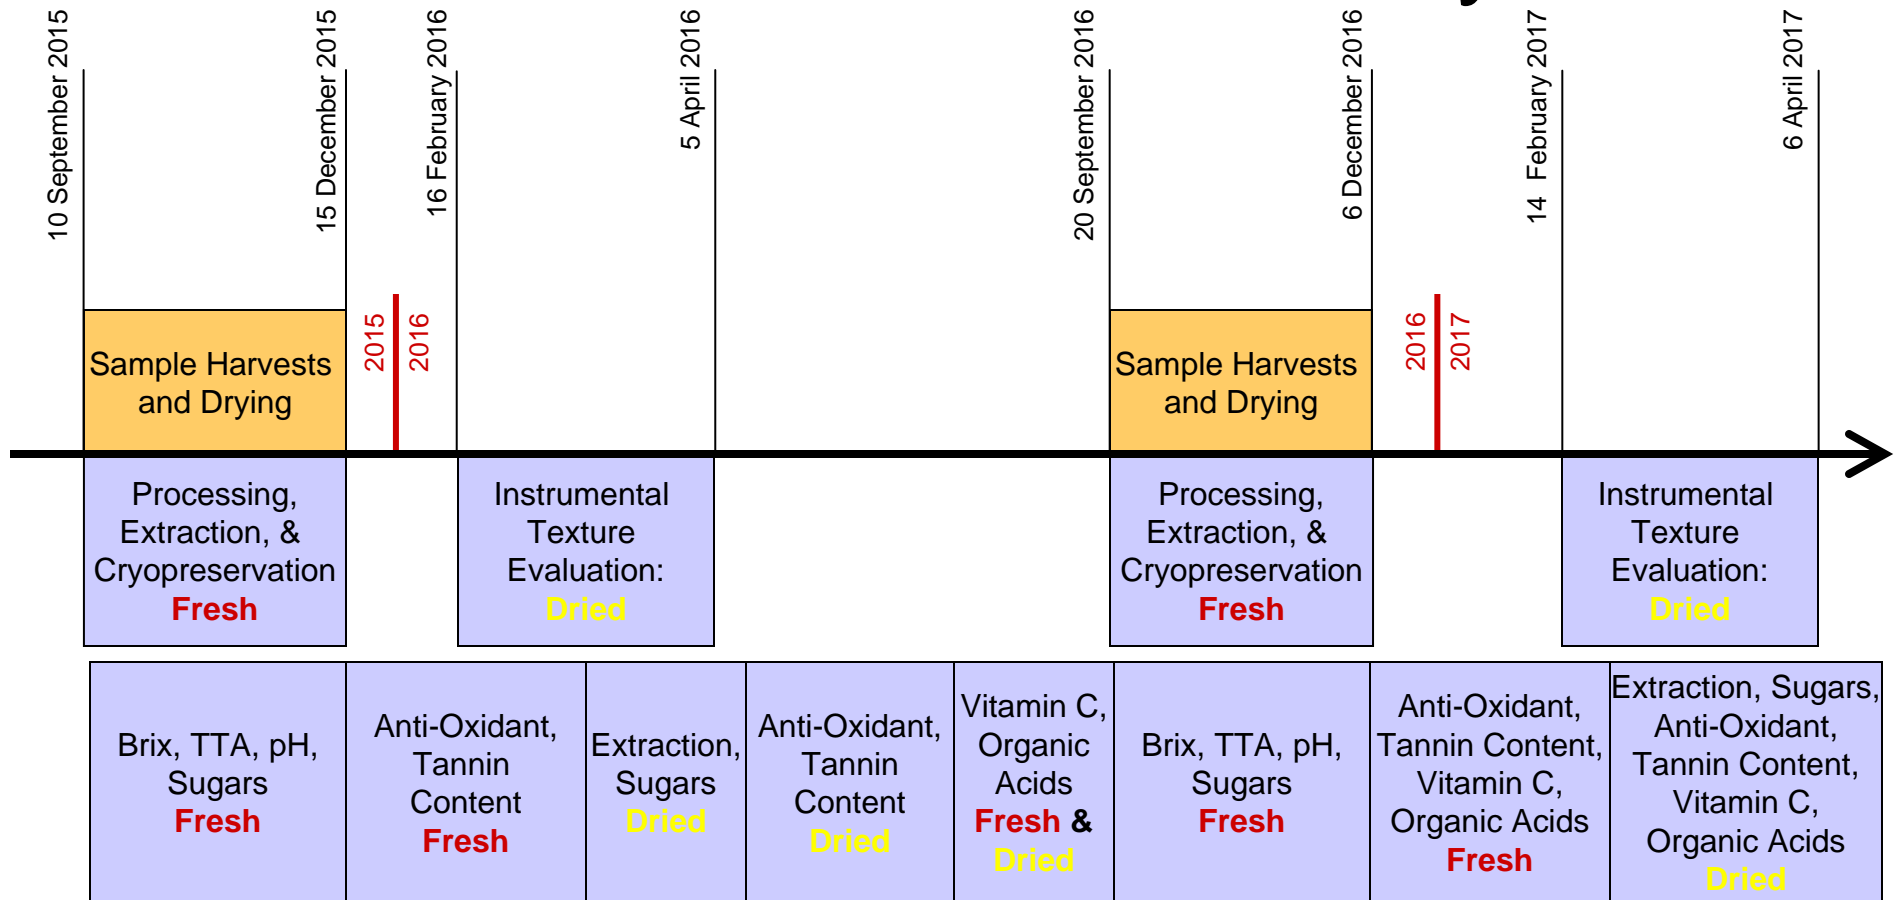 10 September 2015
15 December 2015
16 February 2016
5 April 2016
20 September 2016
6 December 2016
14 February 2017
6 April 2017
Sample Harvests
and Drying
2015
2016
Sample Harvests
and Drying
2016
2017
Processing,
Extraction, &
Cryopreservation
Fresh
Instrumental
Texture
Evaluation:
Dried
Processing,
Extraction, &
Cryopreservation
Fresh
Instrumental
Texture
Evaluation:
Dried
Brix, TTA, pH,
Sugars
Fresh
Anti-Oxidant,
Tannin
Content
Fresh
Extraction,
Sugars
Dried
Anti-Oxidant,
Tannin
Content
Dried
Vitamin C,
Organic
Acids
Fresh &
Dried
Brix, TTA, pH,
Sugars
Fresh
Anti-Oxidant,
Tannin Content,
Vitamin C,
Organic Acids
Fresh
Extraction, Sugars,
Anti-Oxidant,
Tannin Content,
Vitamin C,
Organic Acids
Dried